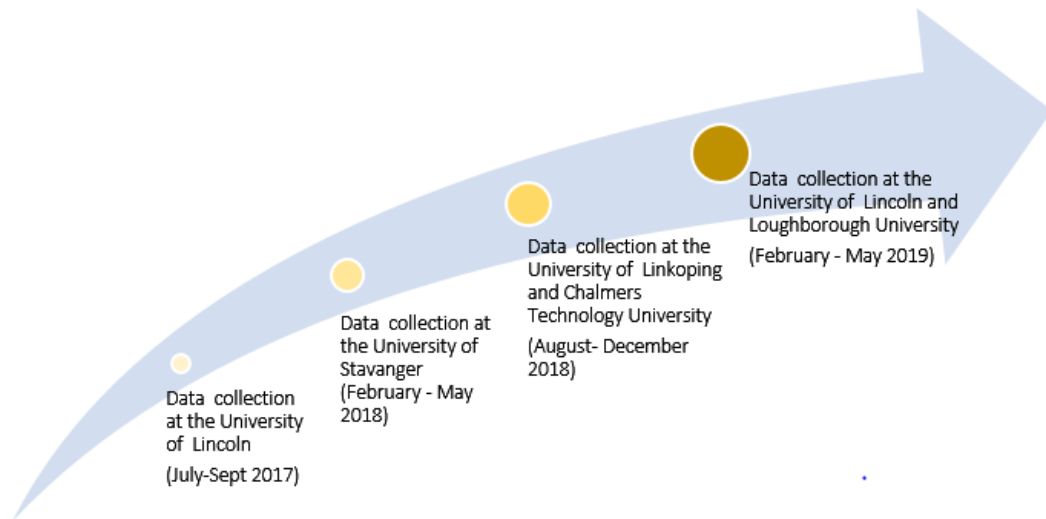 Data collection
at the University
of Lincoln
(July-Sept 2017)
Data collection at
the University of
Stavanger
(February - May
2018)
Data collection at the
University of Linkoping
and Chalmers
Technology University
(August- December
2018)
Data collection at the
University of Lincoln and
Loughborough University
(February - May 2019)